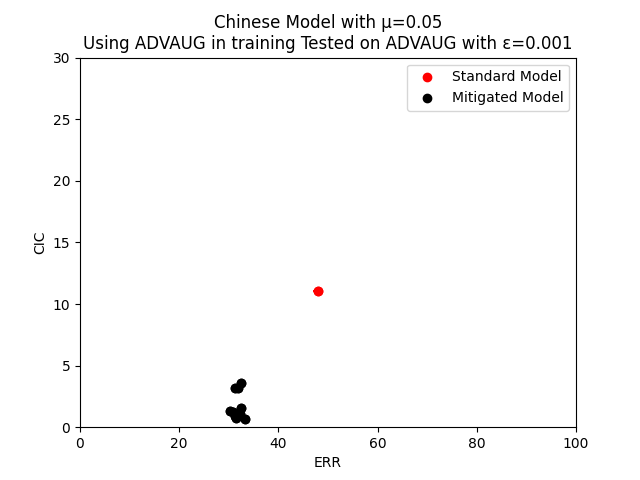 Chinese Model with μ=0.05
Using ADVAUG in training Tested on ADVAUG with ε=0.001
Standard Model
Mitigated Model
30
25
20
15
10
5
0
CIC
0 20 40 60 80 100
ERR